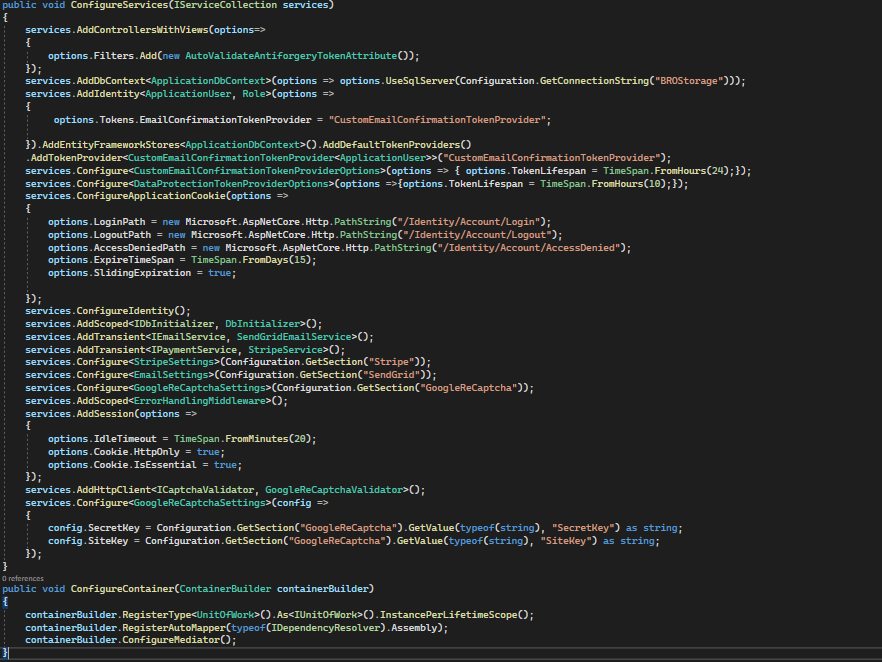 public void ConfigureServices(IServiceCollection services)
{
services.AddControllersWithViews(options=>
{
options.Filters.Add(new AutoValidateAntiforgeryTokenAttribute());
});
services.AddDbContext<ApplicationDbContext>(options => options.UseSqlServer(Configuration.GetConnectionString("BROStorage")));
services.AddIdentity<ApplicationUser, Role>(options =>
{
options.Tokens.EmailConfirmationTokenProvider = "CustomEmailConfirmationTokenProvider";
}).AddEntityFrameworkStores<ApplicationDbContext>().AddDefaultTokenProviders()
.AddTokenProvider<CustomEmailConfirmationTokenProvider<ApplicationUser>>("CustomEmailConfirmationTokenProvider");
services.Configure<CustomEmailConfirmationTokenProviderOptions>(options => { options.TokenLifespan = TimeSpan.FromHours(24);});
services.Configure<DataProtectionTokenProviderOptions>(options =>{options.TokenLifespan = TimeSpan.FromHours(10);});
services.ConfigureApplicationCookie(options =>
{
options.LoginPath = new Microsoft.AspNetCore.Http.PathString("/Identity/Account/Login");
options.LogoutPath = new Microsoft.AspNetCore.Http.PathString("/Identity/Account/Logout");
options.AccessDeniedPath = new Microsoft.AspNetCore.Http.PathString("/Identity/Account/AccessDenied");
options.ExpireTimeSpan = TimeSpan.FromDays(15);
options.SlidingExpiration = true;
});
services.ConfigureIdentity();
services.AddScoped<IDbInitializer, DbInitializer>();
services.AddTransient<IEmailService, SendGridEmailService>();
services.AddTransient<IPaymentService, StripeService>();
services.Configure<StripeSettings>(Configuration.GetSection("Stripe"));
services.Configure<EmailSettings>(Configuration.GetSection("SendGrid"));
services.Configure<GoogleReCaptchaSettings>(Configuration.GetSection("GoogleReCaptcha"));
services.AddScoped<ErrorHandlingMiddleware>();
services.AddSession(options =>
{
options.IdleTimeout = TimeSpan.FromMinutes(20);
options.Cookie.HttpOnly = true;
options.Cookie.IsEssential = true;
});
services.AddHttpClient<ICaptchaValidator, GoogleReCaptchaValidator>();
services.Configure<GoogleReCaptchaSettings>(config =>
{
config.SecretKey = Configuration.GetSection("GoogleReCaptcha").GetValue(typeof(string), "SecretKey") as string;
config.SiteKey = Configuration.GetSection("GoogleReCaptcha").GetValue(typeof(string), "SiteKey") as string;
});
}
0 references
public void ConfigureContainer(ContainerBuilder containerBuilder)
{
containerBuilder.RegisterType<UnitOfWork>().As<IUnitOfWork>().InstancePerLifetimeScope();
containerBuilder.RegisterAutoMapper(typeof(IDependencyResolver).Assembly);
containerBuilder.ConfigureMediator();
}